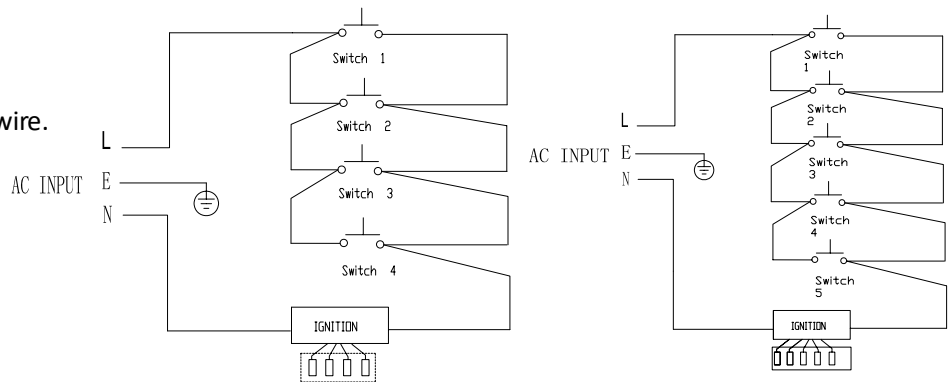 wire.
L
AC INPUT E
N
Switch 1
Switch 2
Switch 3
Switch 4
IGNITION
L
AC INPUT E
N
Switch
1
Switch
2
Switch
3
Switch
4
Switch
5
IGNITION